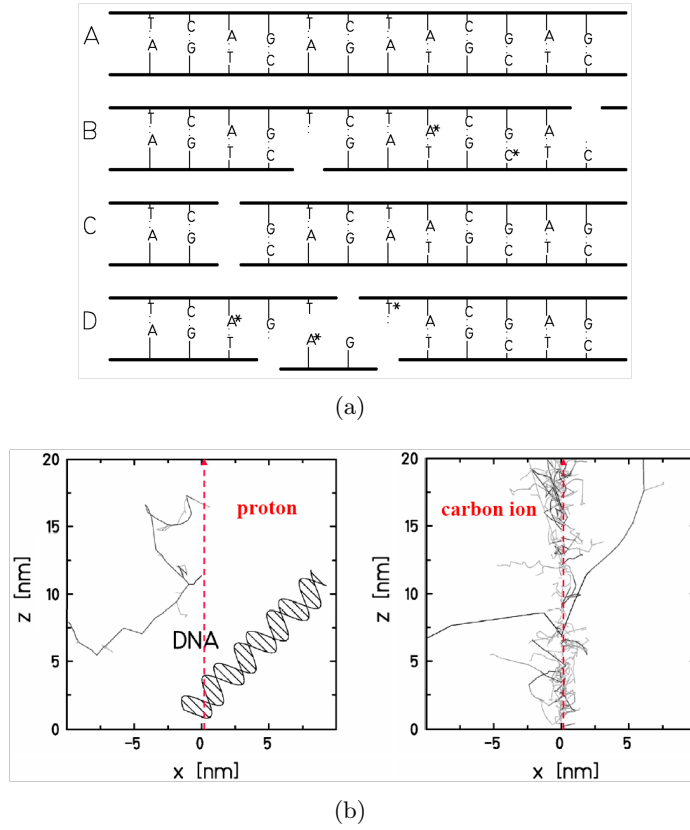 A
T C A G T C T A C G A G
A G T C A G A T G C T C
B
T C A G T C T A* C G A
A G T C G A T G C* T C
C
T C G T C T A C G A G
A G C A G A T G C T C
D
T C A* G T T* A C G A G
A G T A* G T G C T C
(a)
20
15
10
5
0
z [nm]
proton
DNA
-5 0 5
x [nm]
20
15
10
5
0
z [nm]
carbon ion
-5 0 5
x [nm]
(b)